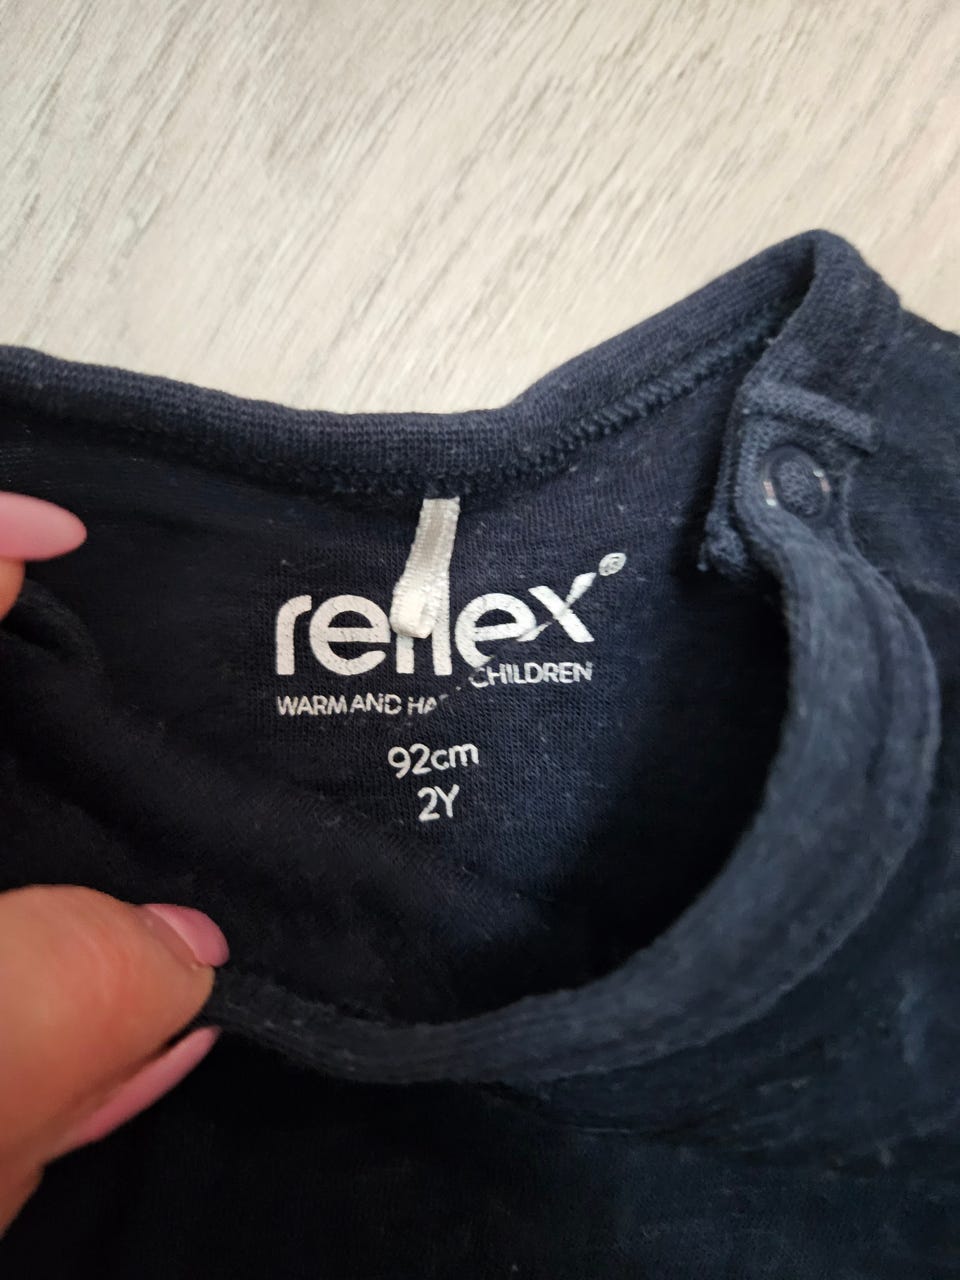 reflex®
WARM AND CHILDREN
92cm
2Y